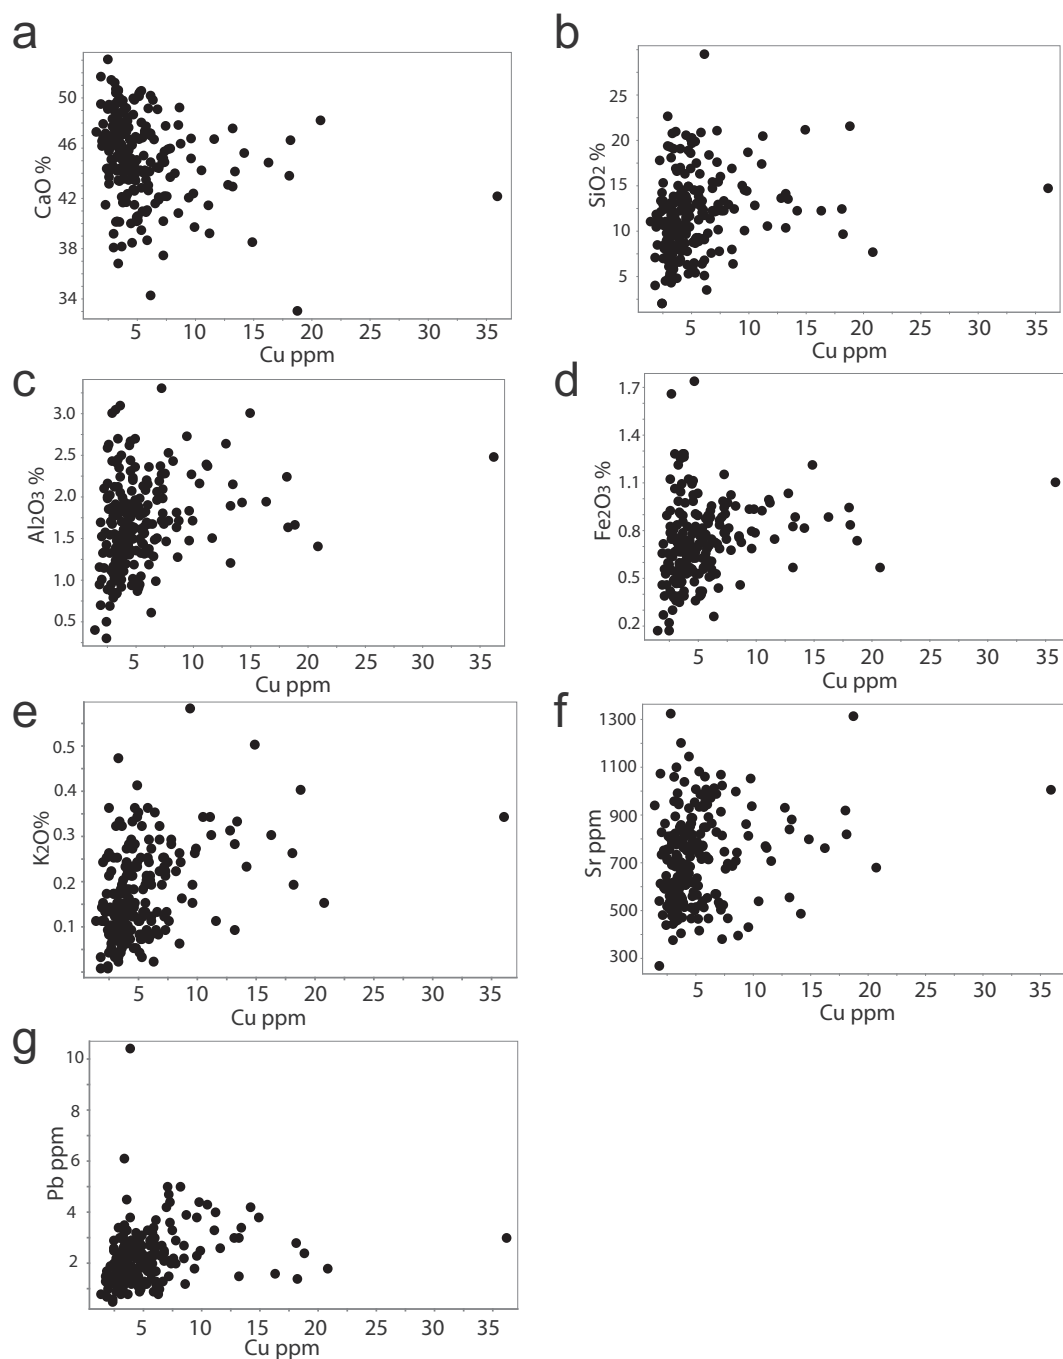 a
50
46
42
38
34
CaO %
5 10 15 20 25 30 35
Cu ppm
b
25
20
15
10
5
SiO2 %
5 10 15 20 25 30 35
Cu ppm
c
3.0
2.5
2.0
1.5
1.0
0.5
Al2O3 %
5 10 15 20 25 30 35
Cu ppm
d
1.7
1.4
1.1
0.8
0.5
0.2
Fe2O3 %
5 10 15 20 25 30 35
Cu ppm
e
0.5
0.4
0.3
0.2
0.1
K2O%
5 10 15 20 25 30 35
Cu ppm
f
1300
1100
900
700
500
300
Sr ppm
5 10 15 20 25 30 35
Cu ppm
g
10
8
6
4
2
Pb ppm
5 10 15 20 25 30 35
Cu ppm